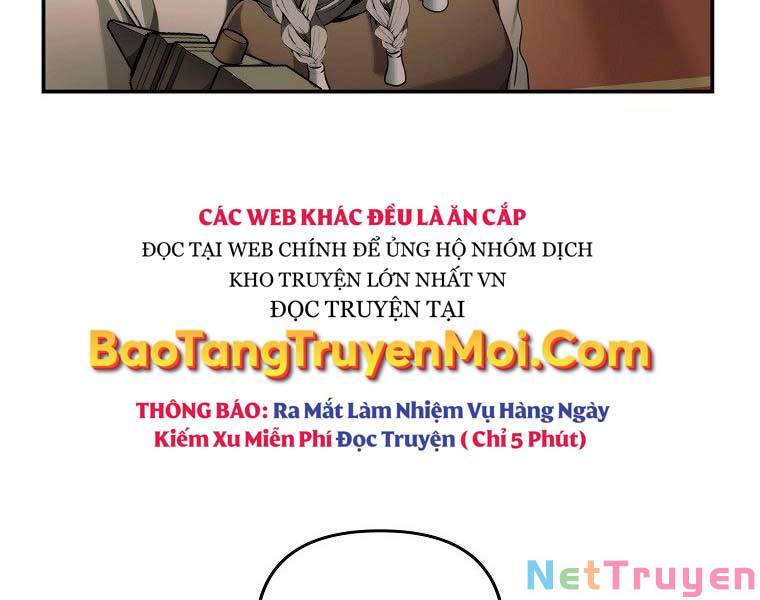 CÁC WEB KHÁC ĐỀU LÀ ĂN CẮP
ĐỌC TẠI WEB CHÍNH ĐỂ ỦNG HỘ NHÓM DỊCH
KHO TRUYỆN LỚN NHẤT VN
ĐỌC TRUYỆN TẠI
BaoTangTruyenMoi.Com
THÔNG BÁO: Ra Mắt Làm Nhiệm Vụ Hàng Ngày
Kiếm Xu Miễn Phí Đọc Truyện ( Chỉ 5 Phút)
NetTruyen